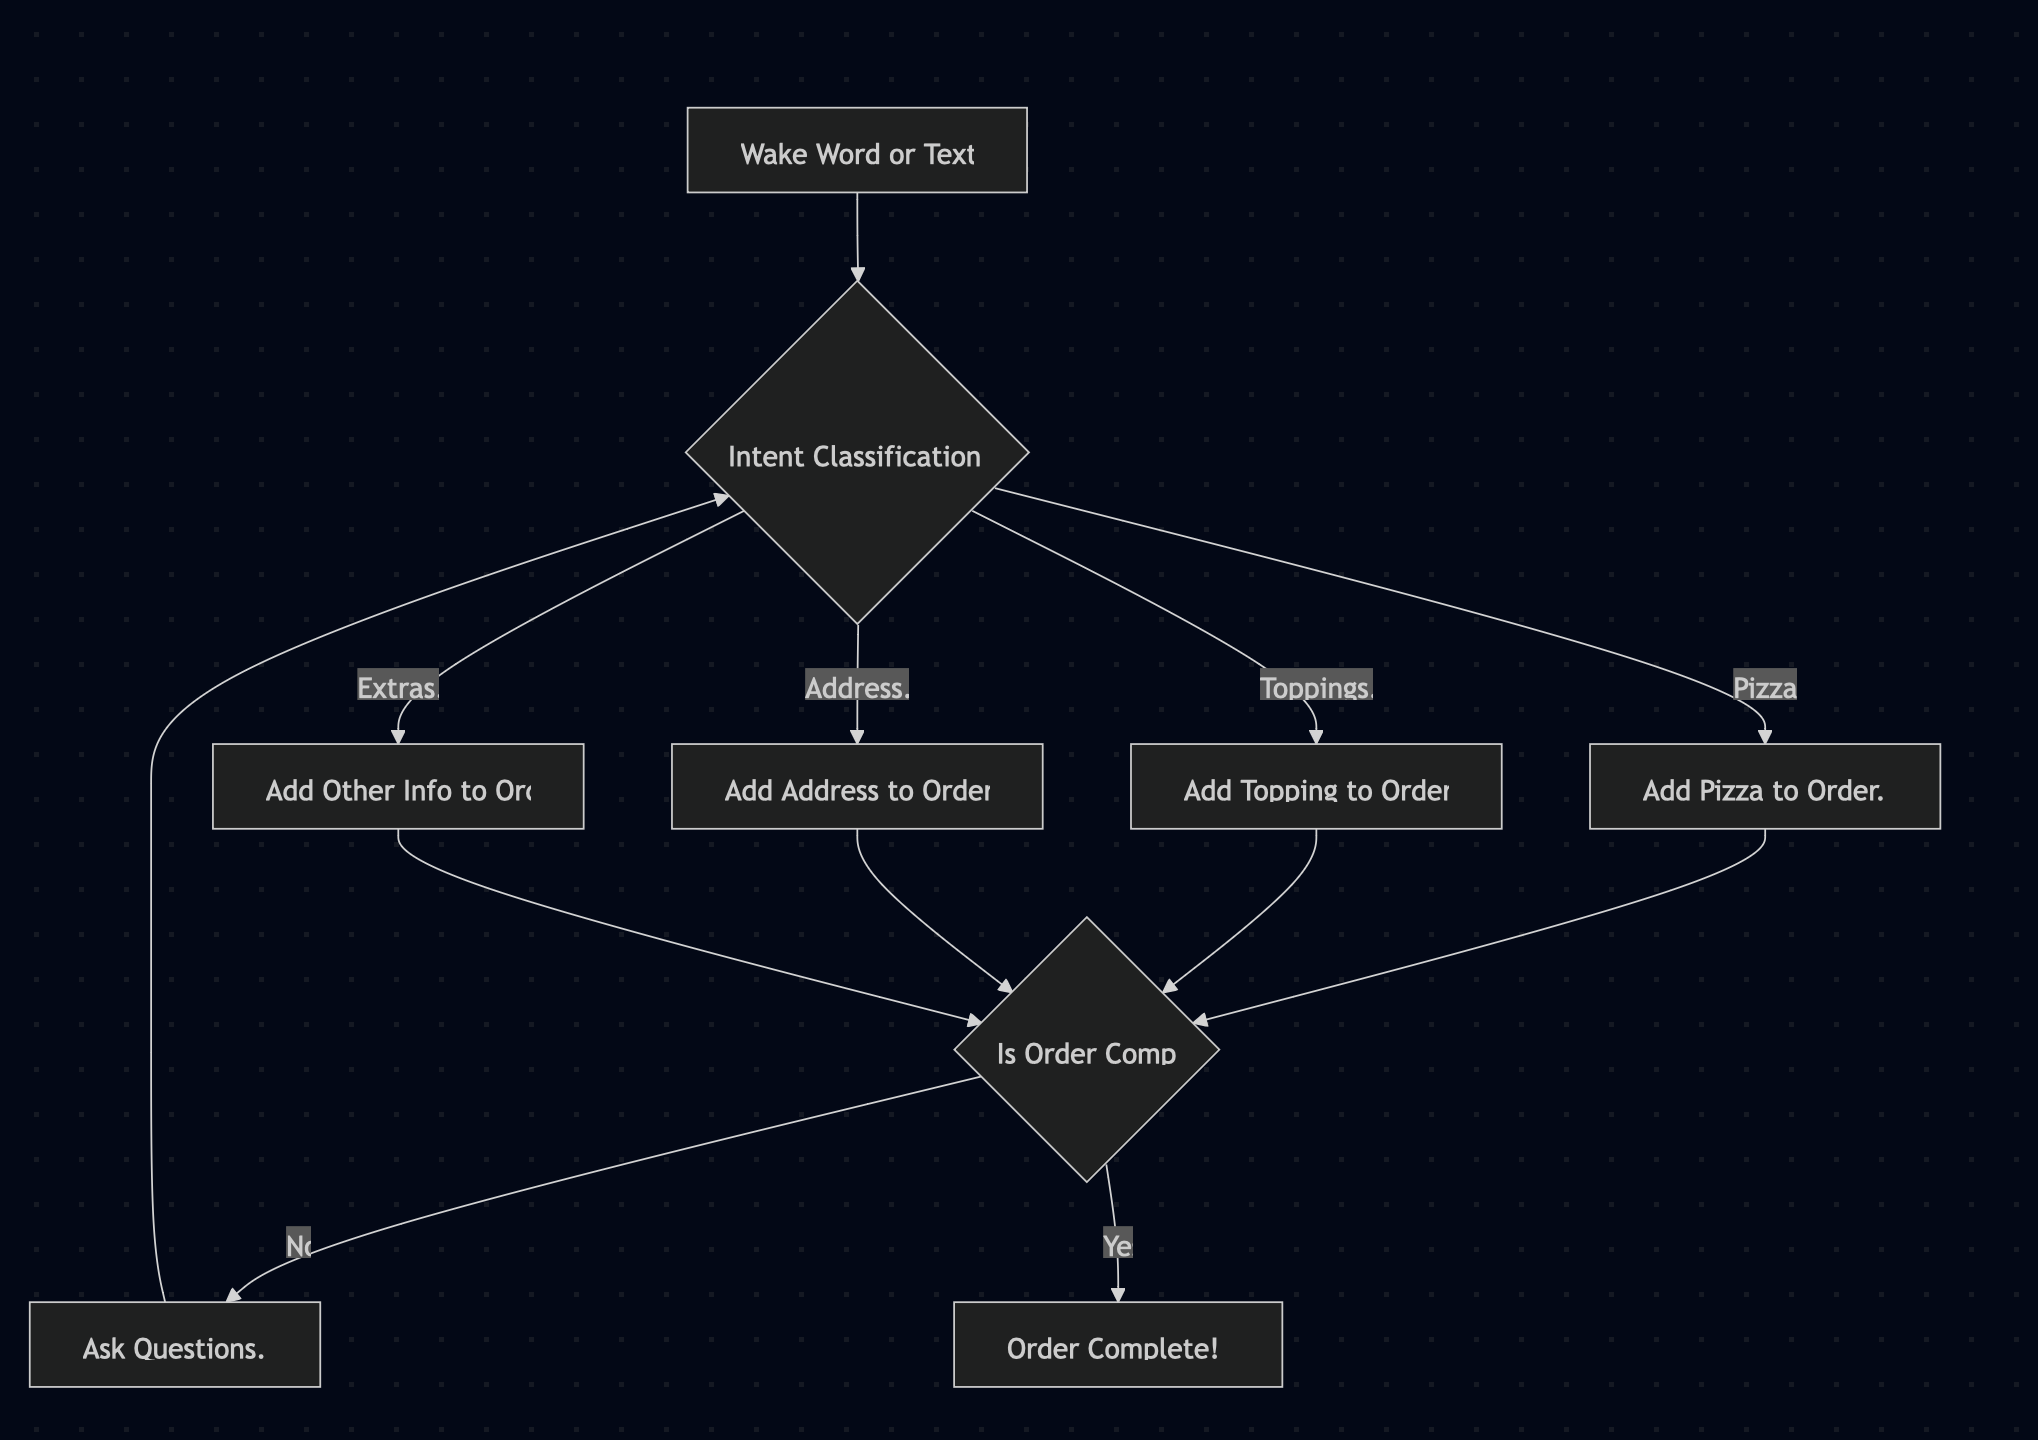 Wake Word or Text
Intent Classification
Extras.
Address.
Toppings.
Pizza
Add Other Info to Ord
Add Address to Order
Add Topping to Order
Add Pizza to Order.
Is Order Comp
No
Ye
Ask Questions.
Order Complete!